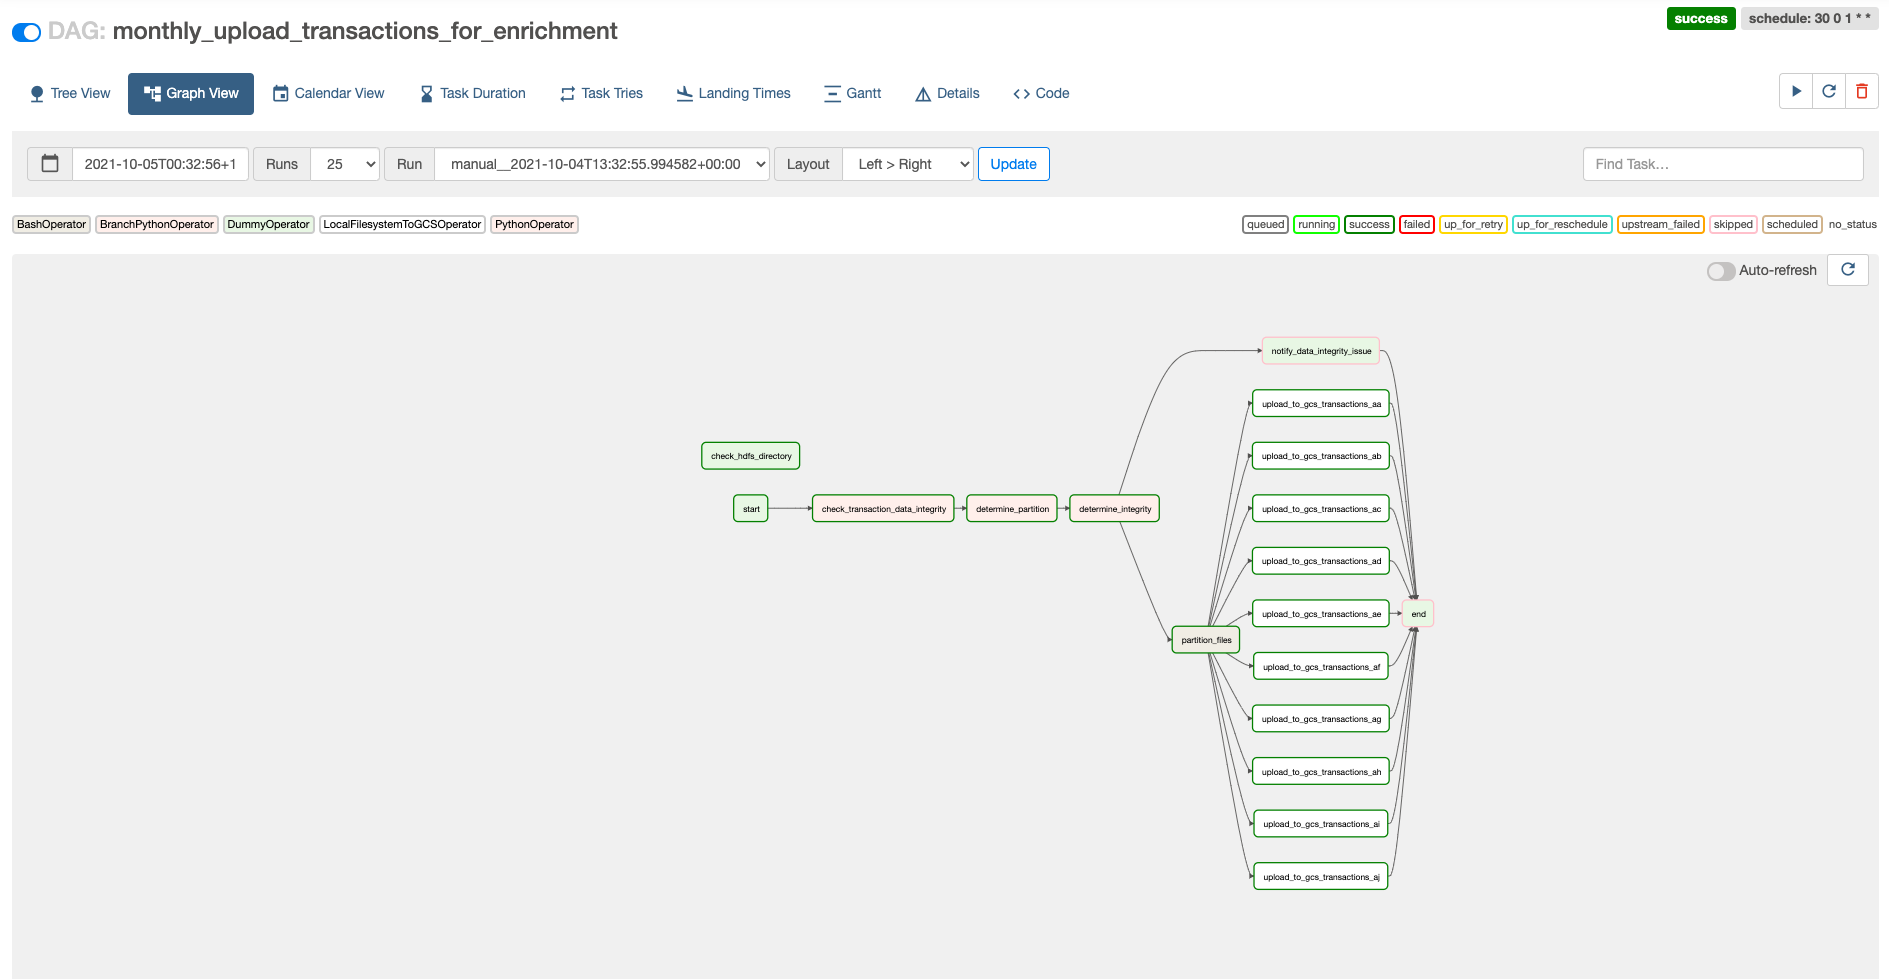 DAG: monthly_upload_transactions_for_enrichment
success schedule: 30 0 1 * *
Tree View Graph View Calendar View Task Duration Task Tries Landing Times Gantt Details <> Code
2021-10-05T00:32:56+1 Runs 25 Run manual__2021-10-04T13:32:55.994582+00:00 Layout Left > Right Update Find Task...
BashOperator BranchPythonOperator DummyOperator LocalFilesystemToGCSOperator PythonOperator queued running success failed up_for_retry up_for_reschedule upstream_failed skipped scheduled no_status
Auto-refresh
notify_data_integrity_issue
upload_to_gcs_transactions_aa
check_hdfs_directory upload_to_gcs_transactions_ab
start check_transaction_data_integrity determine_partition determine_integrity upload_to_gcs_transactions_ac
upload_to_gcs_transactions_ad
upload_to_gcs_transactions_ae end
partition_files
upload_to_gcs_transactions_af
upload_to_gcs_transactions_ag
upload_to_gcs_transactions_ah
upload_to_gcs_transactions_ai
upload_to_gcs_transactions_aj